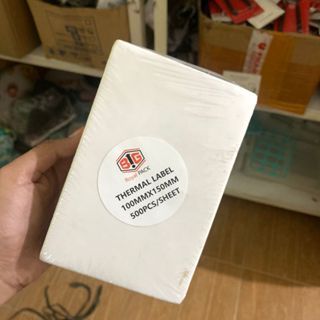 B!G
Royal PACK
THERMAL LABEL
100MMX150MM
500PCS/SHEET